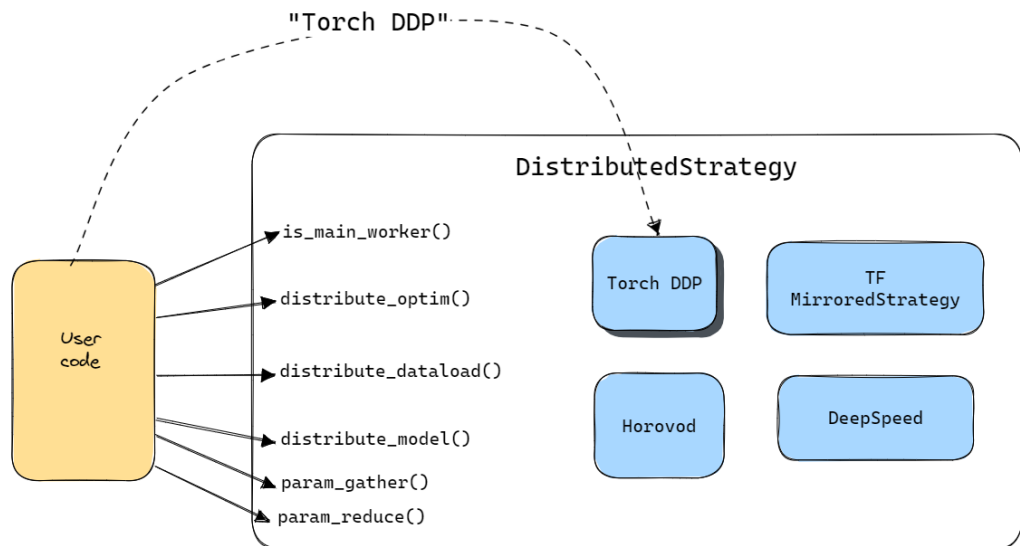 "Torch DDP"
DistributedStrategy
is_main_worker()
distribute_optim()
distribute_dataload()
distribute_model()
param_gather()
param_reduce()
User
code
Torch DDP
TF
MirroredStrategy
Horovod
DeepSpeed